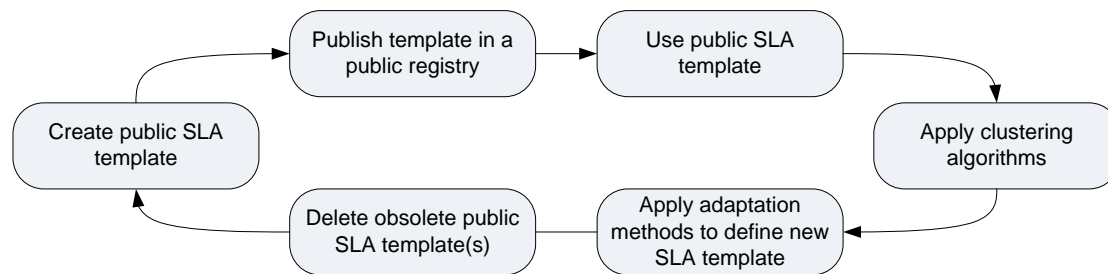 Publish template in a
public registry
Use public SLA
template
Create public SLA
template
Apply clustering
algorithms
Delete obsolete public
SLA template(s)
Apply adaptation
methods to define new
SLA template